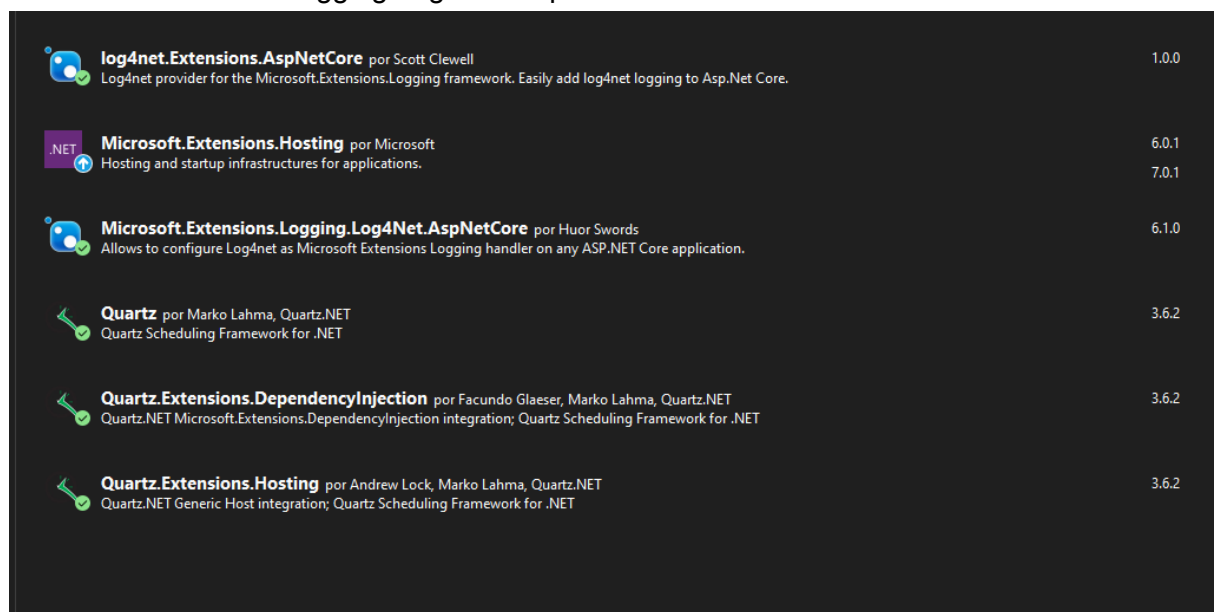 log4net.Extensions.AspNetCore por Scott Clewell 1.0.0
Log4net provider for the Microsoft.Extensions.Logging framework. Easily add log4net logging to Asp.Net Core.
.NET Microsoft.Extensions.Hosting por Microsoft 6.0.1
Hosting and startup infrastructures for applications. 7.0.1
Microsoft.Extensions.Logging.Log4Net.AspNetCore por Huor Swords 6.1.0
Allows to configure Log4net as Microsoft Extensions Logging handler on any ASP.NET Core application.
Quartz por Marko Lahma, Quartz.NET 3.6.2
Quartz Scheduling Framework for .NET
Quartz.Extensions.DependencyInjection por Facundo Glaeser, Marko Lahma, Quartz.NET 3.6.2
Quartz.NET Microsoft.Extensions.DependencyInjection integration; Quartz Scheduling Framework for .NET
Quartz.Extensions.Hosting por Andrew Lock, Marko Lahma, Quartz.NET 3.6.2
Quartz.NET Generic Host integration; Quartz Scheduling Framework for .NET